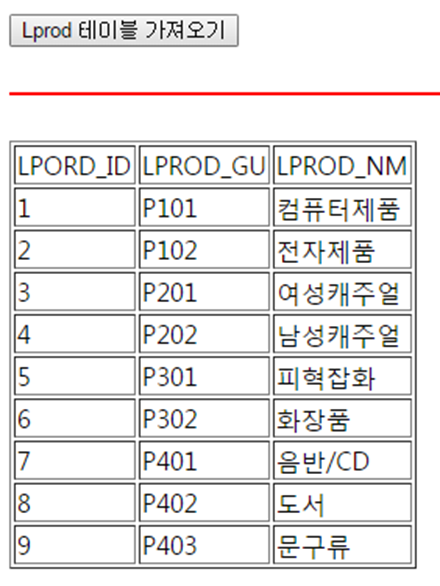 Lprod 테이블 가져오기
LPORD_ID LPROD_GU LPROD_NM
1 P101 컴퓨터제품
2 P102 전자제품
3 P201 여성캐주얼
4 P202 남성캐주얼
5 P301 피혁잡화
6 P302 화장품
7 P401 음반/CD
8 P402 도서
9 P403 문구류